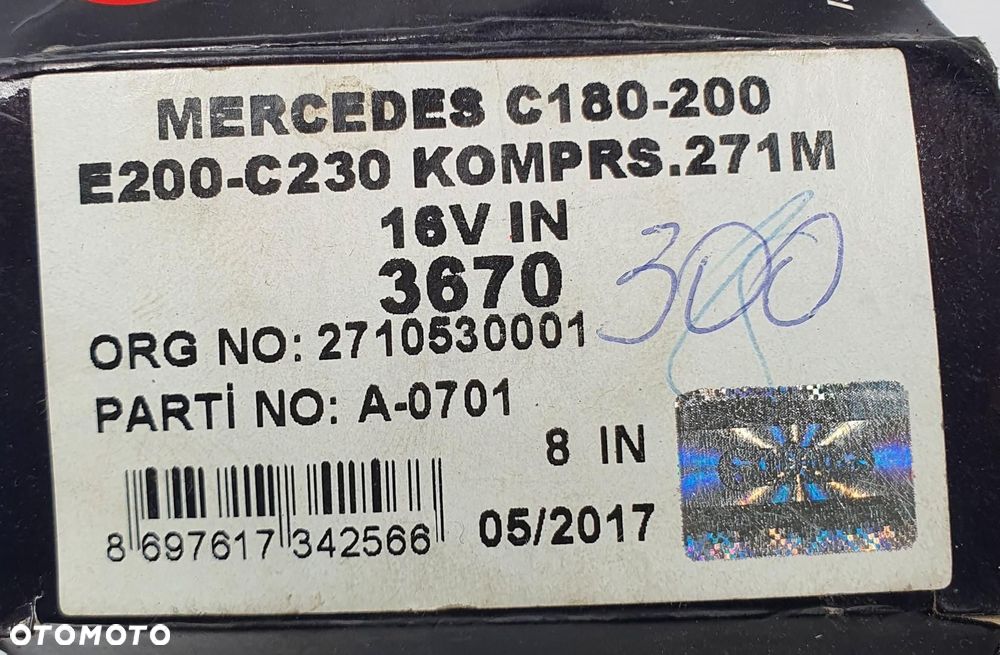 MERCEDES C180-200
E200-C230 KOMPRS.271M
16V IN
3670
300
ORG NO: 2710530001
PARTİ NO: A-0701
8 IN
05/2017
8 697617 342566
OTOMOTO